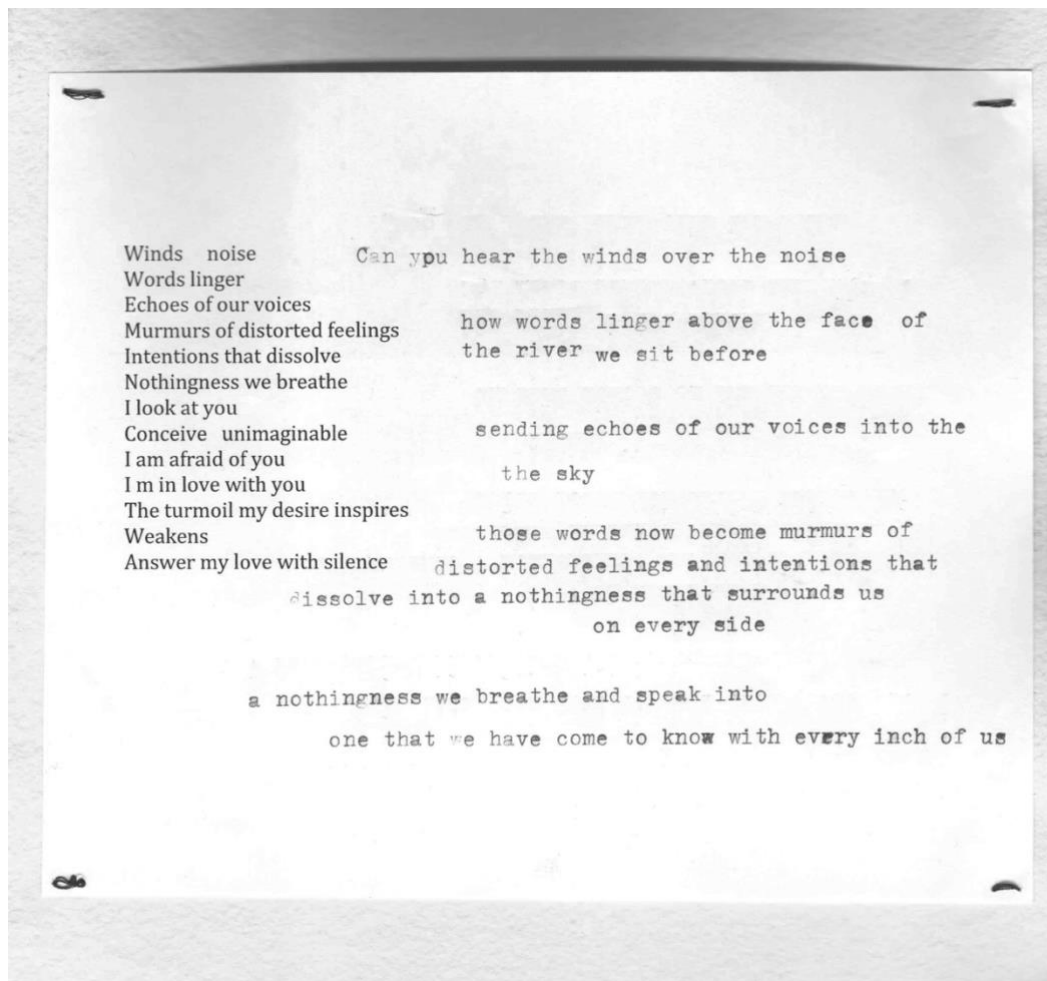 Winds noise
Words linger
Echoes of our voices
Murmurs of distorted feelings
Intentions that dissolve
Nothingness we breathe
I look at you
Conceive unimaginable
I am afraid of you
I m in love with you
The turmoil my desire inspires
Weakens
Answer my love with silence
Can ypu hear the winds over the noise
how words linger above the face of
the river we sit before
sending echoes of our voices into the
the sky
those words now become murmurs of
distorted feelings and intentions that
dissolve into a nothingness that surrounds us
on every side
a nothingness we breathe and speak into
one that we have come to know with every inch of us